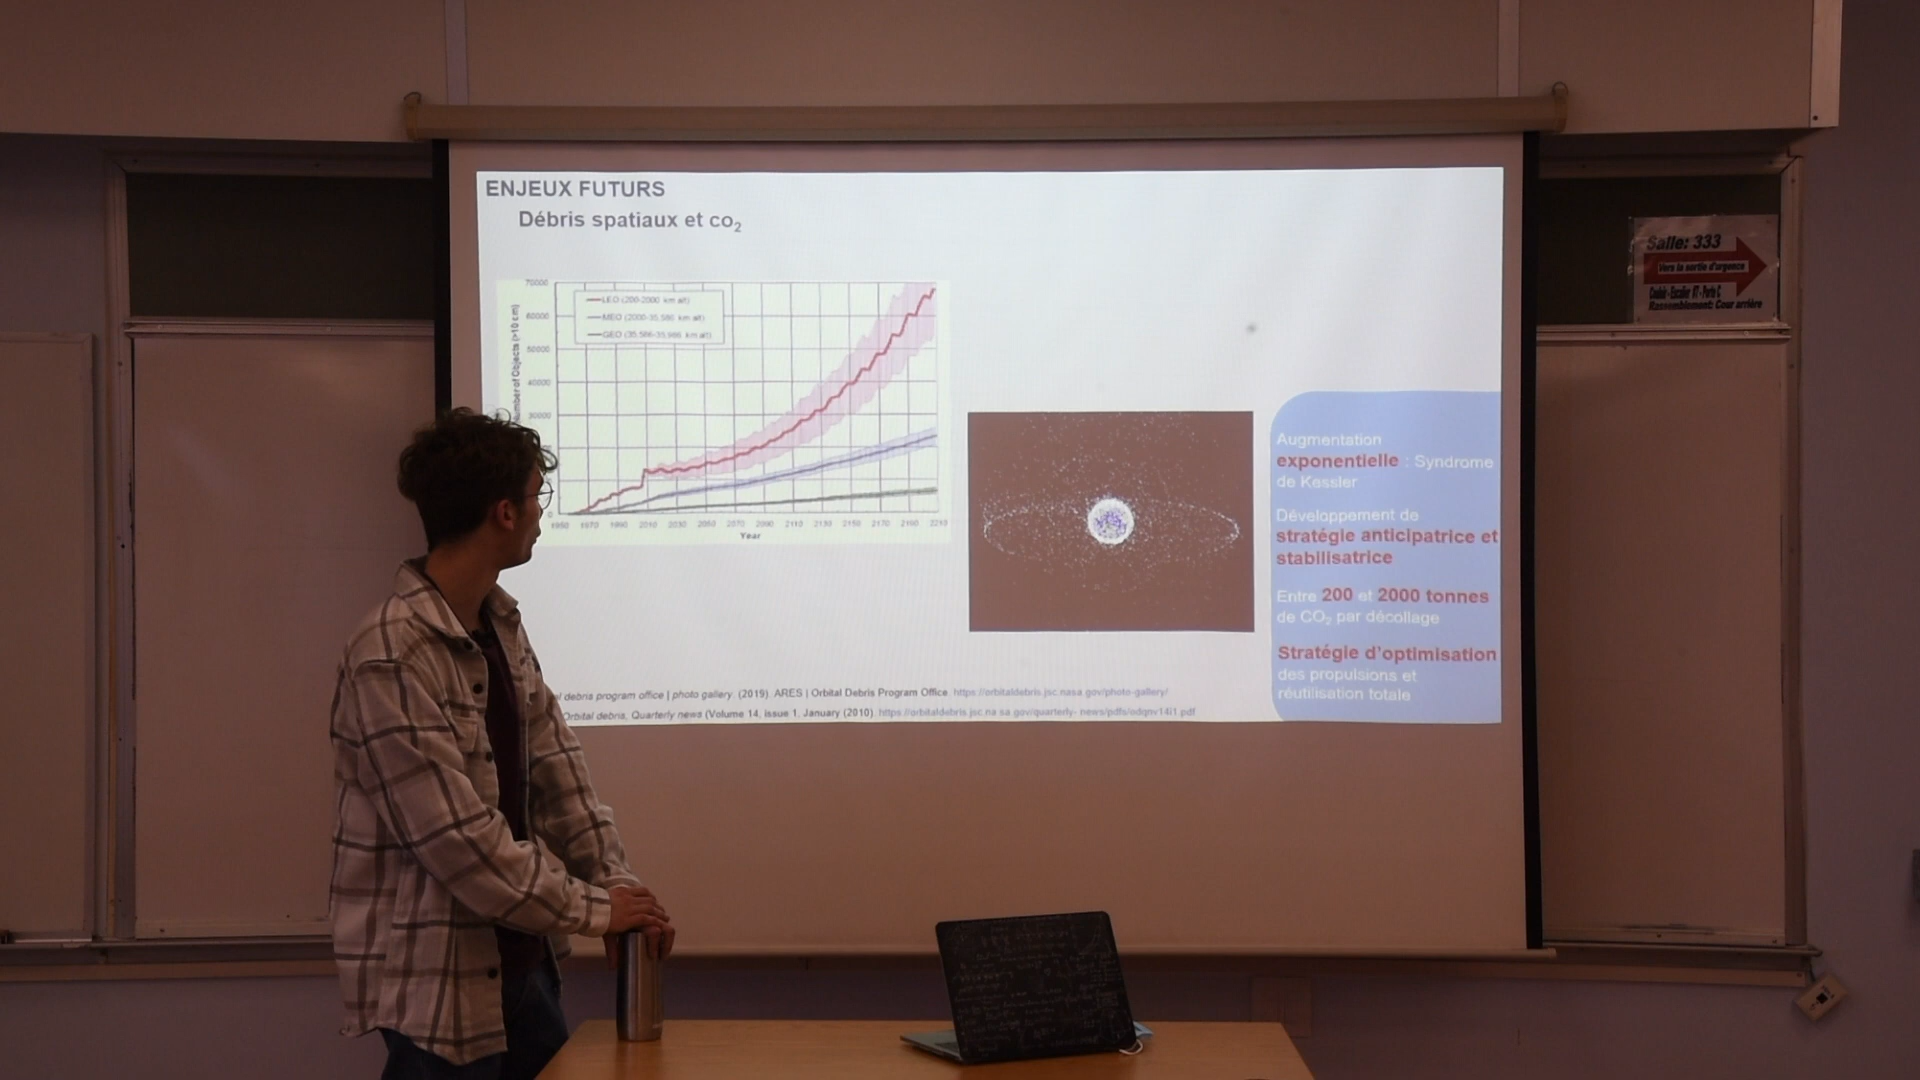 ENJEUX FUTURS
Débris spatiaux et co₂
70000
60000
50000
40000
30000
0
Number of Objects (>10 cm)
LEO (200-2000 km alt)
MEO (2000-35,586 km alt)
GEO (35,586-35,986 km alt)
1950 1970 1990 2010 2030 2050 2070 2090 2110 2130 2150 2170 2190 2210
Year
Augmentation
exponentielle : Syndrome
de Kessler
Développement de
stratégie anticipatrice et
stabilisatrice
Entre 200 et 2000 tonnes
de CO₂ par décollage
Stratégie d'optimisation
des propulsions et
réutilisation totale
debris program office | photo gallery. (2019). ARES | Orbital Debris Program Office. https://orbitaldebris.jsc.nasa.gov/photo-gallery/
Orbital debris, Quarterly news (Volume 14, issue 1, January (2010). https://orbitaldebris.jsc.na sa.gov/quarterly- news/pdfs/odqnv14i1.pdf
Salle: 333
Vers la sortie d'urgence
Rassemblement: Cour arrière